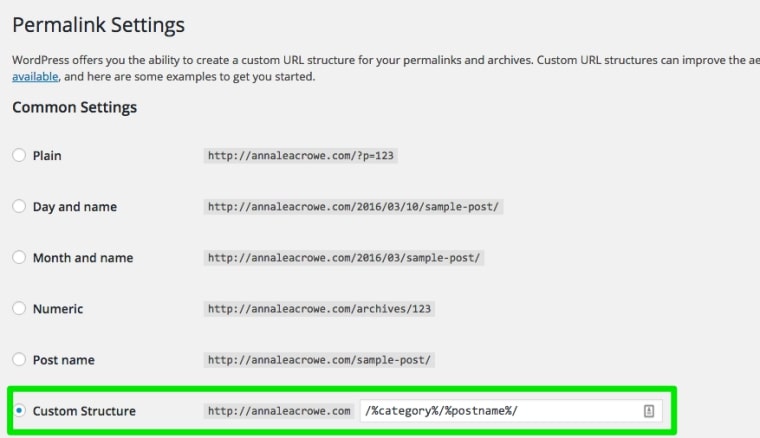 Permalink Settings
WordPress offers you the ability to create a custom URL structure for your permalinks and archives. Custom URL structures can improve the ae
available, and here are some examples to get you started.
Common Settings
Plain http://annaleacrowe.com/?p=123
Day and name http://annaleacrowe.com/2016/03/10/sample-post/
Month and name http://annaleacrowe.com/2016/03/sample-post/
Numeric http://annaleacrowe.com/archives/123
Post name http://annaleacrowe.com/sample-post/
Custom Structure http://annaleacrowe.com /%category%/%postname%/